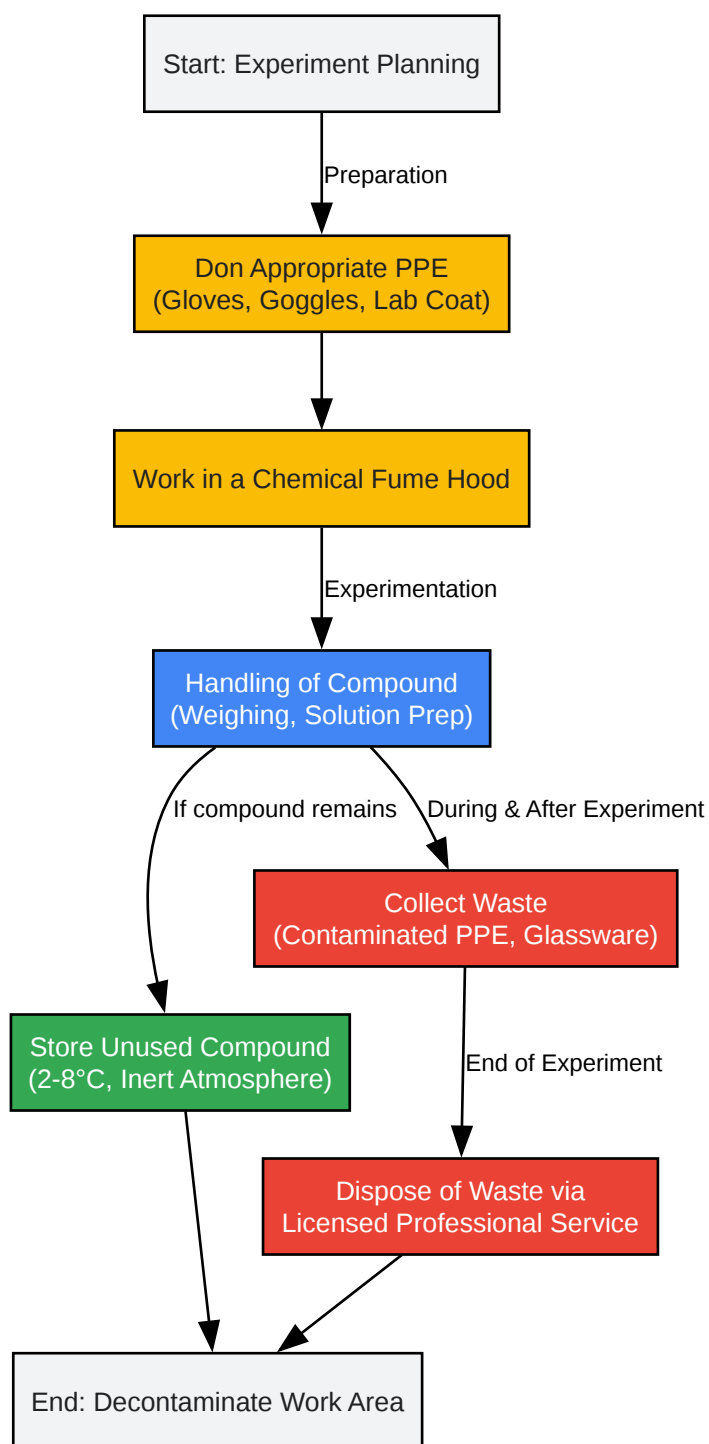 Start: Experiment Planning
Preparation
Don Appropriate PPE
(Gloves, Goggles, Lab Coat)
Work in a Chemical Fume Hood
Experimentation
Handling of Compound
(Weighing, Solution Prep)
If compound remains
During & After Experiment
Collect Waste
(Contaminated PPE, Glassware)
Store Unused Compound
(2-8°C, Inert Atmosphere)
End of Experiment
Dispose of Waste via
Licensed Professional Service
End: Decontaminate Work Area